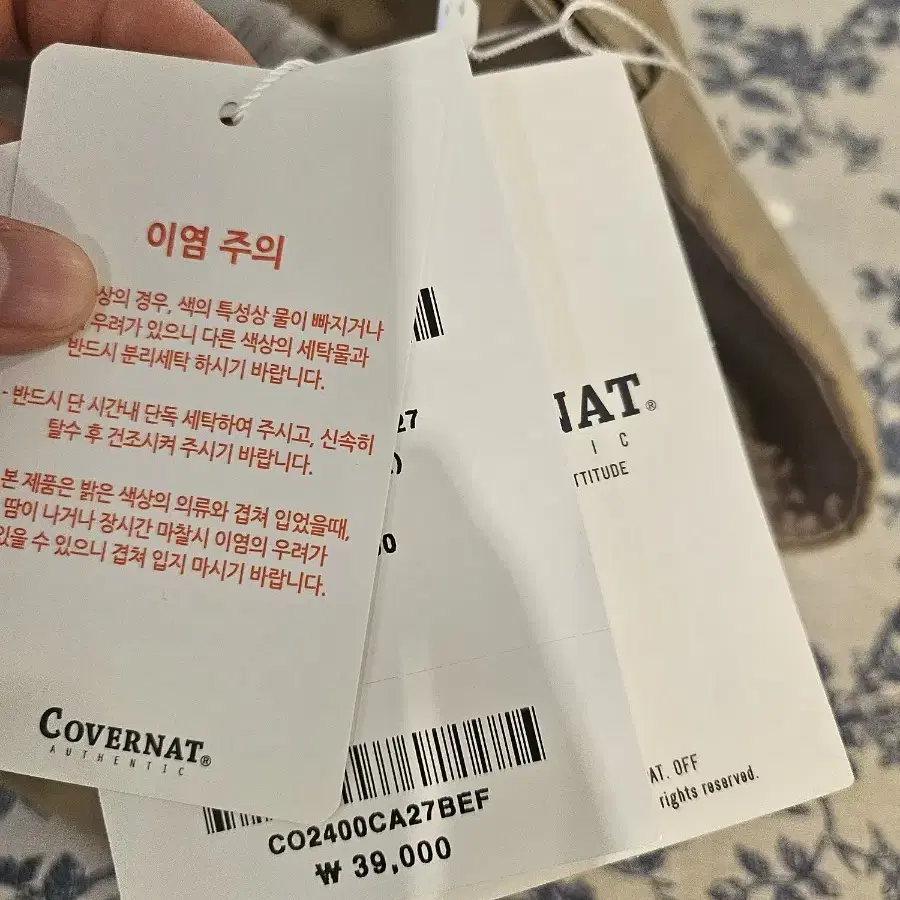 이염 주의
상의 경우, 색의 특성상 물이 빠지거나
우려가 있으니 다른 색상의 세탁물과
반드시 분리세탁 하시기 바랍니다.
- 반드시 단 시간내 단독 세탁하여 주시고, 신속히
탈수 후 건조시켜 주시기 바랍니다.
본 제품은 밝은 색상의 의류와 겹쳐 입었을때,
땀이 나거나 장시간 마찰시 이염의 우려가
있을 수 있으니 겹쳐 입지 마시기 바랍니다.
COVERNAT®
AUTHENTIC
27
0
CO2400CA27BEF
₩ 39,000
NAT®
I C
TTITUDE
AT. OFF
rights reserved.